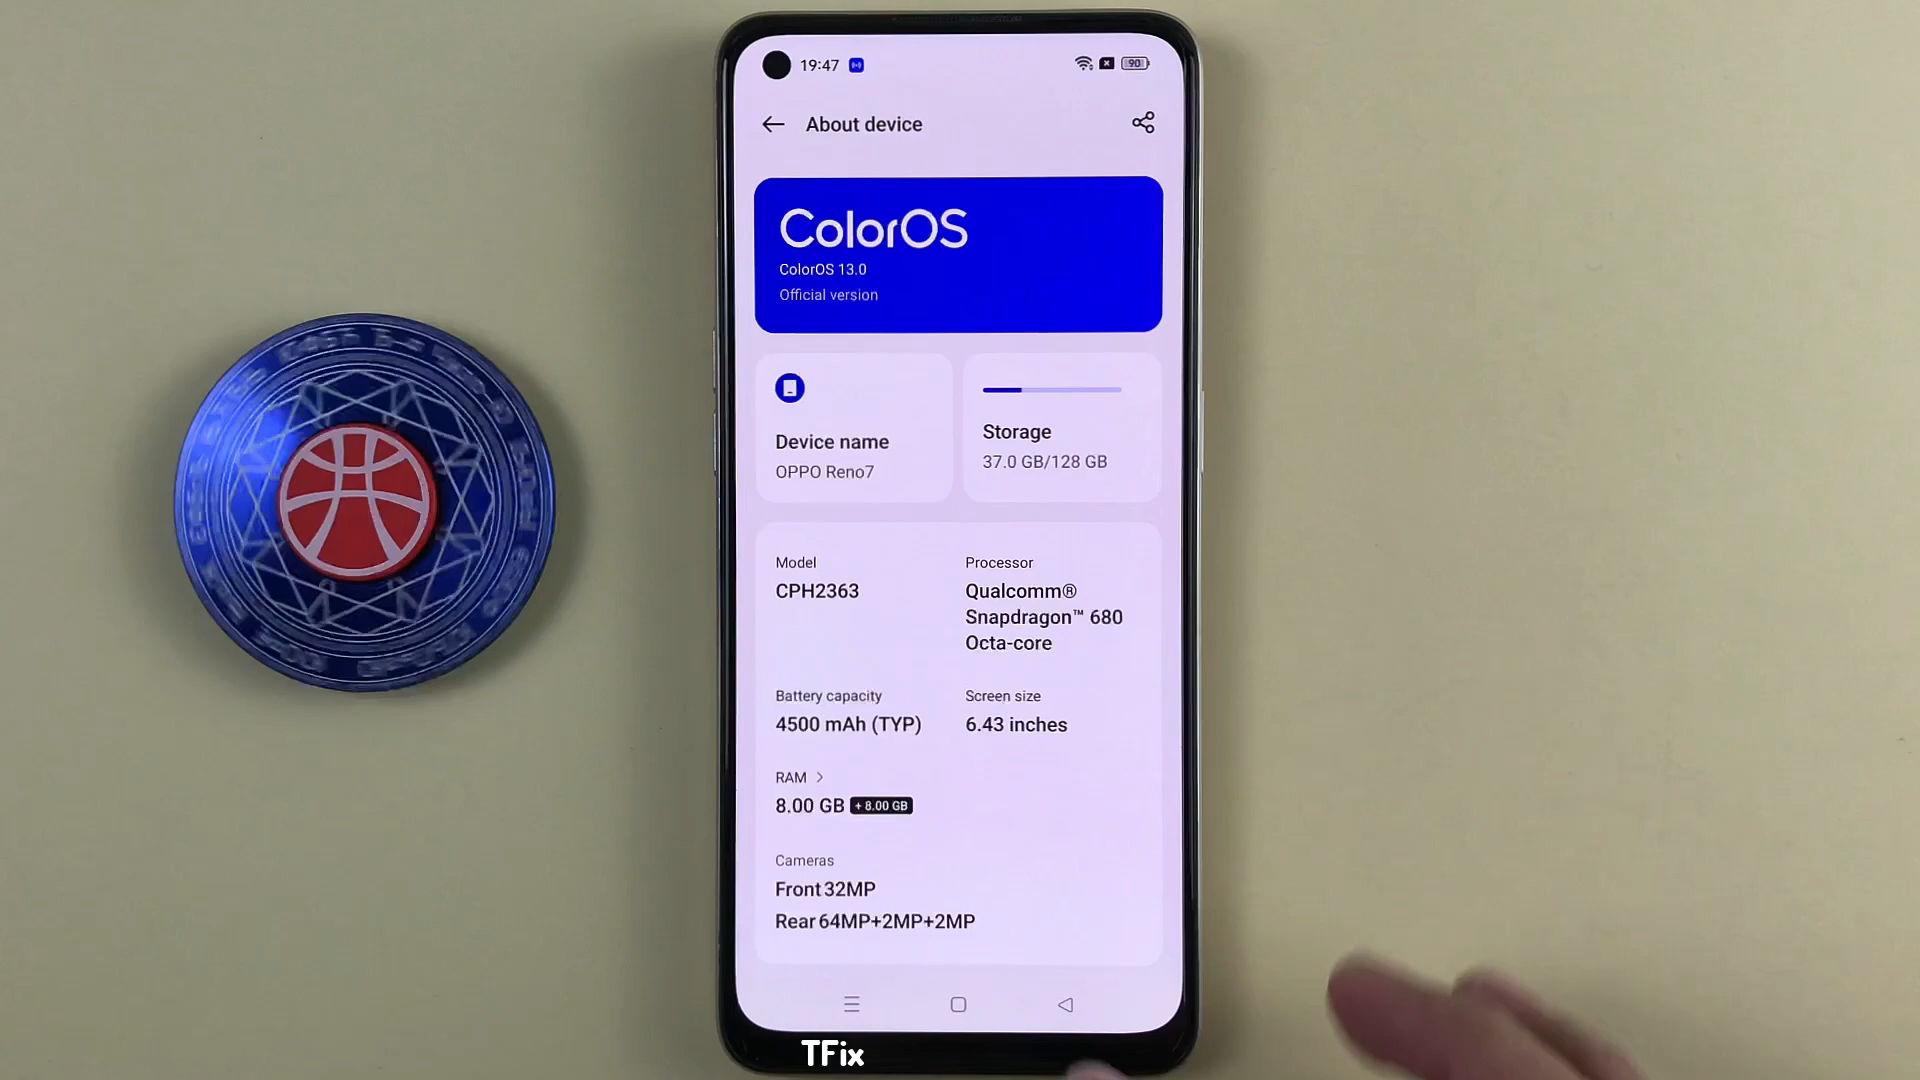 19:47
90
About device
ColorOS
ColorOS 13.0
Official version
Device name
OPPO Reno7
Storage
37.0 GB/128 GB
Model
CPH2363
Processor
Qualcomm®
Snapdragon™ 680
Octa-core
Battery capacity
4500 mAh (TYP)
Screen size
6.43 inches
RAM
8.00 GB + 8.00 GB
Cameras
Front 32MP
Rear 64MP+2MP+2MP
TFix